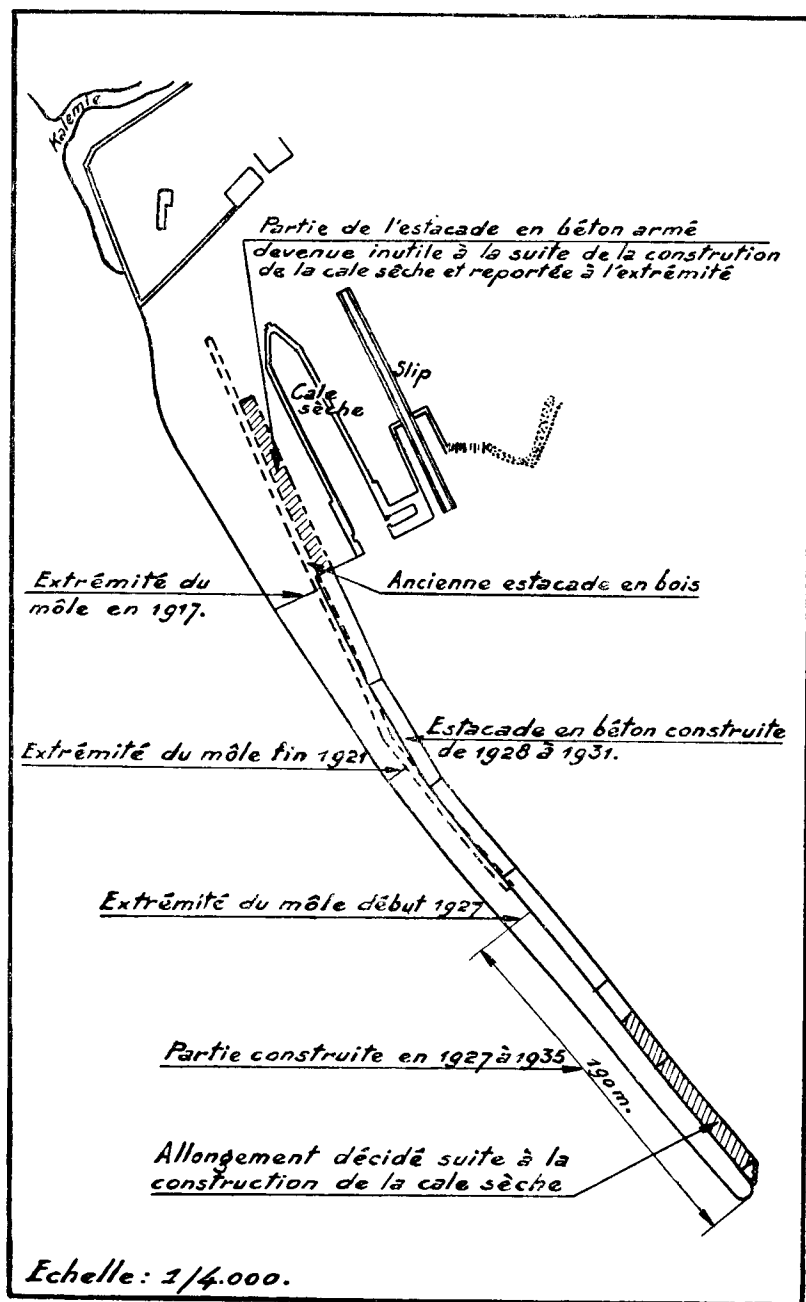 Kalemie
Partie de l'estacade en béton armé
devenue inutile à la suite de la constrution
de la cale sêche et reportée à l'extrémité
Slip
Cale
sèche
Extrémité du
môle en 1917.
Ancienne estacade en bois
Estacade en béton construite
de 1928 à 1931.
Extrémité du môle fin 1921
Extrémité du môle début 1927
Partie construite en 1927 à 1935
190 m.
Allongement décidé suite à la
construction de la cale sèche
Echelle: 1/4.000.